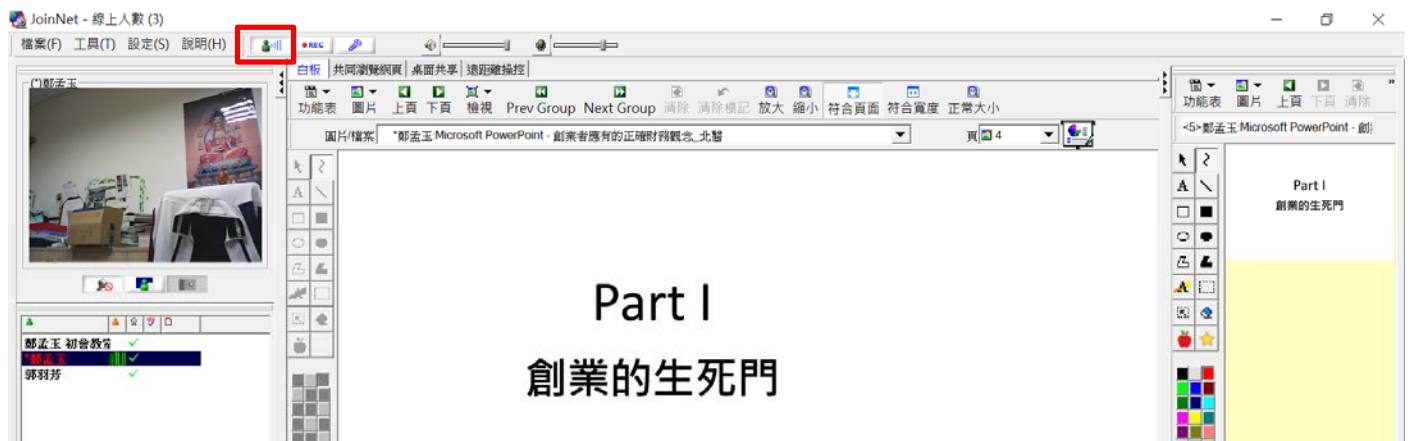 JoinNet - 線上人數 (3)
檔案(F) 工具(T) 設定(S) 說明(H)
REC
(*)鄭孟玉
白板 共同瀏覽網頁 桌面共享 遠距離操控
功能表 圖片 上頁 下頁 檢視 Prev Group Next Group 清除 清除標記 放大 縮小 符合頁面 符合寬度 正常大小
圖片/檔案 *鄭孟玉:Microsoft PowerPoint - 創業者應有的正確財務觀念_北醫 頁 4
Part I
創業的生死門
鄭孟玉 初會教室
*鄭孟玉
郭羽芳
功能表 圖片 上頁 下頁 清除
<5>鄭孟玉:Microsoft PowerPoint - 創
Part I
創業的生死門